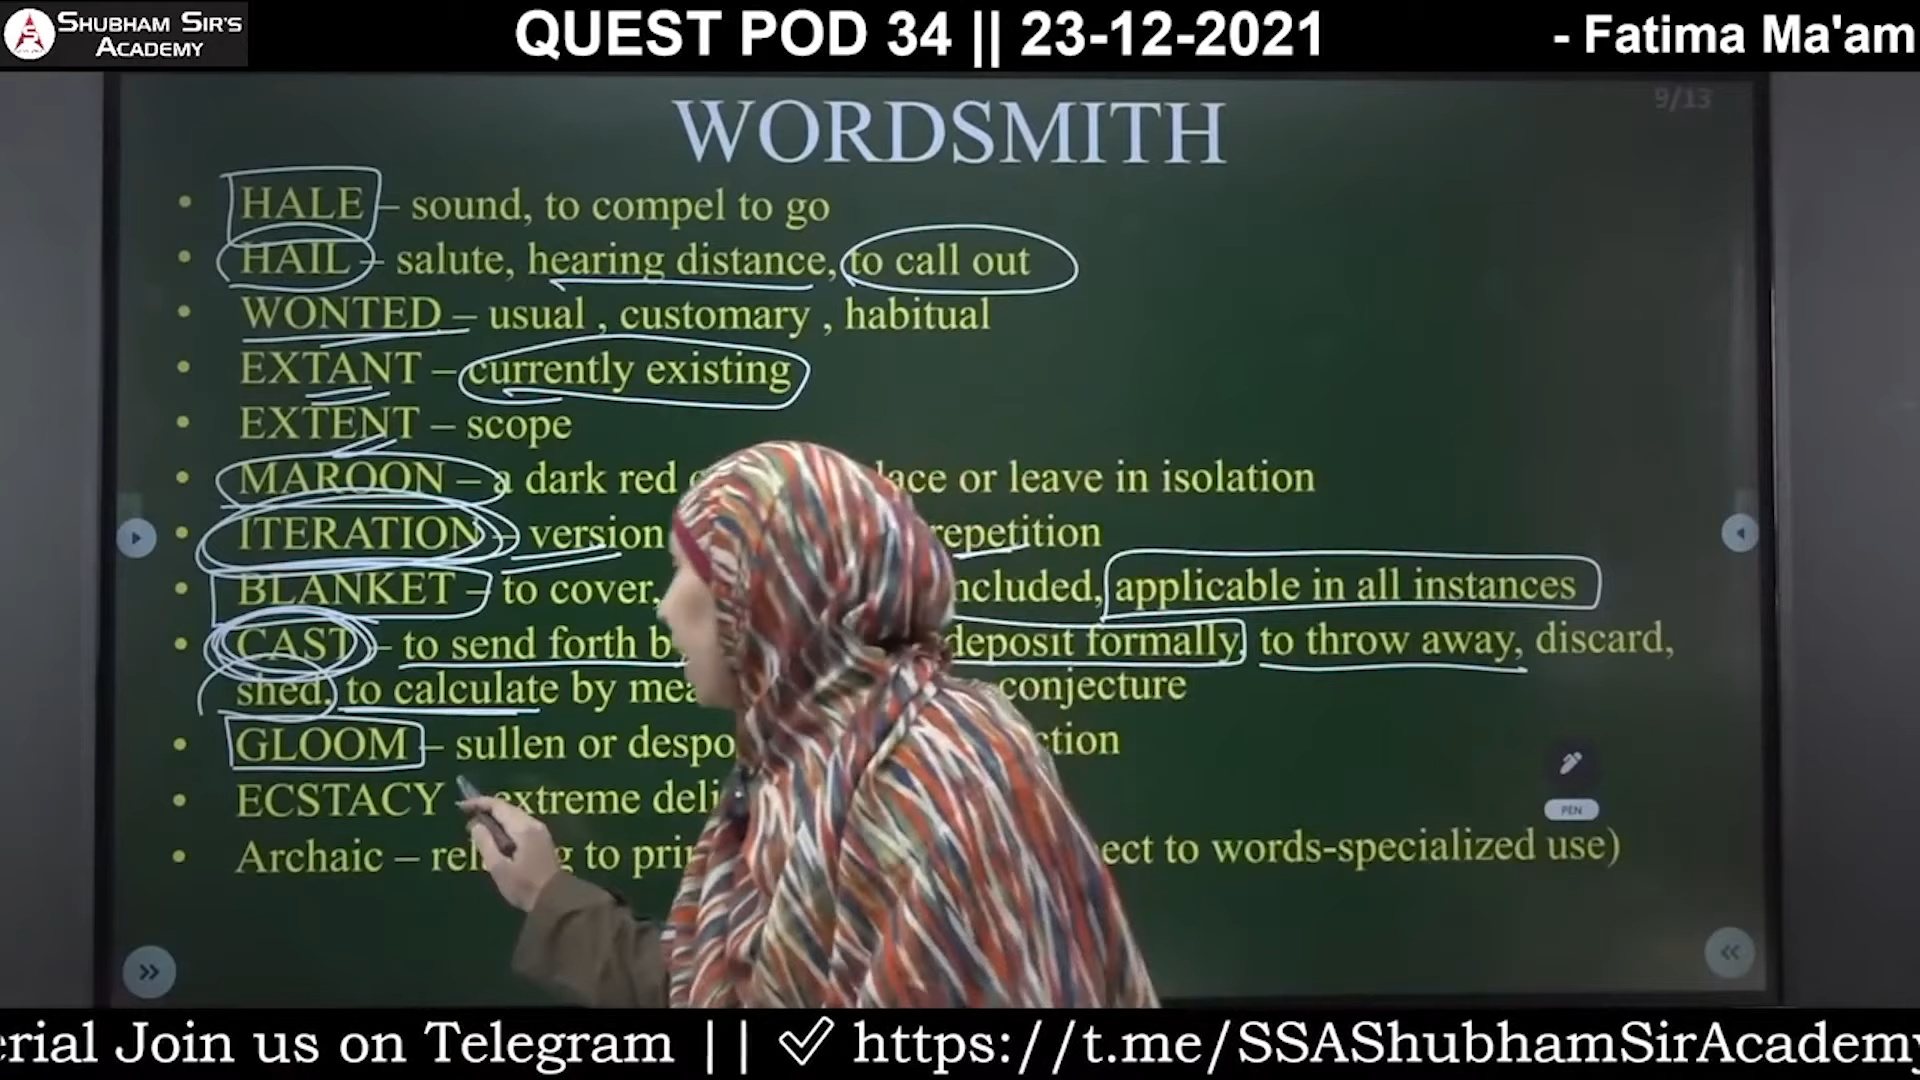 SHUBHAM SIR'S
ACADEMY
QUEST POD 34 || 23-12-2021
- Fatima Ma'am
9/13
WORDSMITH
• HALE – sound, to compel to go
• HAIL – salute, hearing distance, to call out
• WONTED – usual , customary , habitual
• EXTANT – currently existing
• EXTENT – scope
• MAROON – a dark red lace or leave in isolation
• ITERATION – version repetition
• BLANKET – to cover, ncluded, applicable in all instances
• CAST – to send forth b deposit formally, to throw away, discard,
shed, to calculate by mea conjecture
• GLOOM – sullen or despo ction
• ECSTACY – extreme deli
• Archaic – rel g to pri ect to words-specialized use)
PEN
erial Join us on Telegram || ✓ https://t.me/SSAShubhamSirAcademy